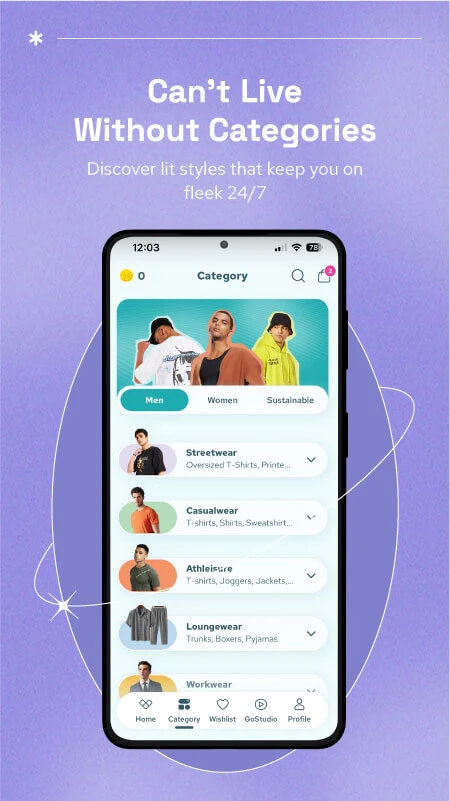 Can't Live
Without Categories
Discover lit styles that keep you on
fleek 24/7
12:03
78
0
Category
2
Men
Women
Sustainable
Streetwear
Oversized T-Shirts, Printe...
Casualwear
T-shirts, Shirts, Sweatshirt...
Athleisure
T-shirts, Joggers, Jackets,...
Loungewear
Trunks, Boxers, Pyjamas
Workwear
Home
Category
Wishlist
GoStudio
Profile